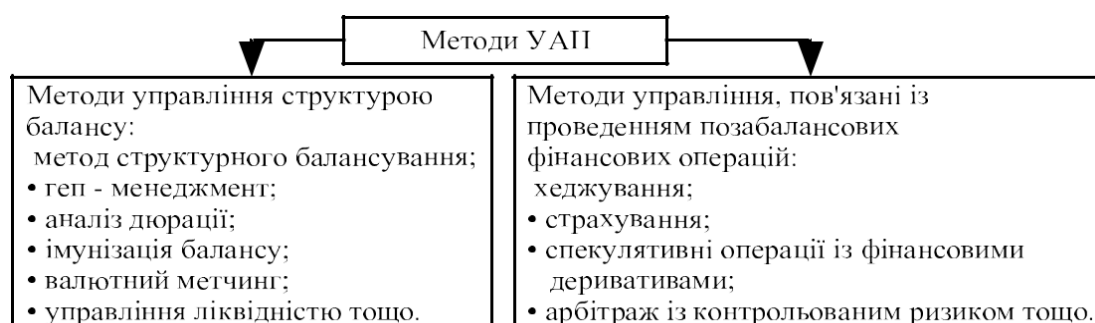 Методи УАП
Методи управління структурою
балансу:
метод структурного балансування;
• геп - менеджмент;
• аналіз дюрації;
• імунізація балансу;
• валютний метчинг;
• управління ліквідністю тощо.
Методи управління, пов'язані із
проведенням позабалансових
фінансових операцій:
хеджування;
• страхування;
• спекулятивні операції із фінансовими
деривативами;
• арбітраж із контрольованим ризиком тощо.